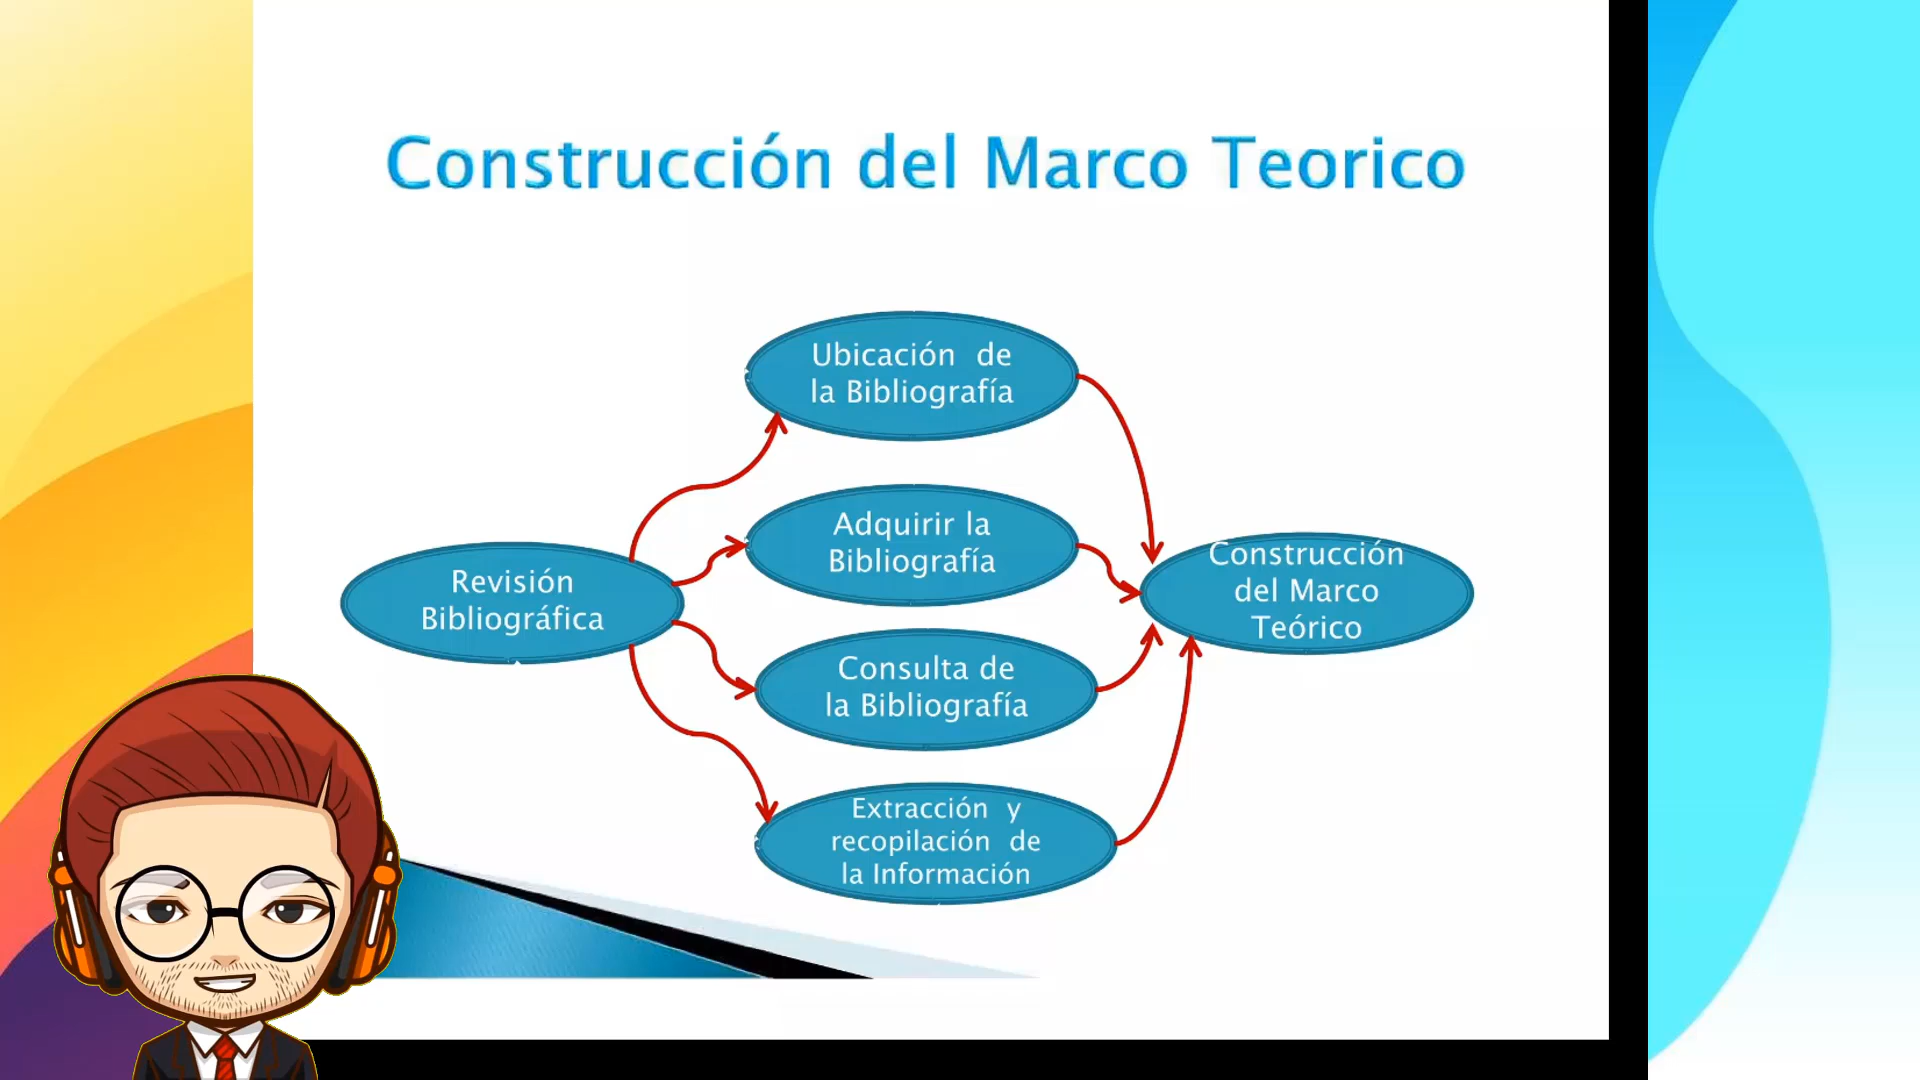 Construcción del Marco Teorico
Ubicación de
la Bibliografía
Adquirir la
Bibliografía
Revisión
Bibliográfica
Construcción
del Marco
Teórico
Consulta de
la Bibliografía
Extracción y
recopilación de
la Información